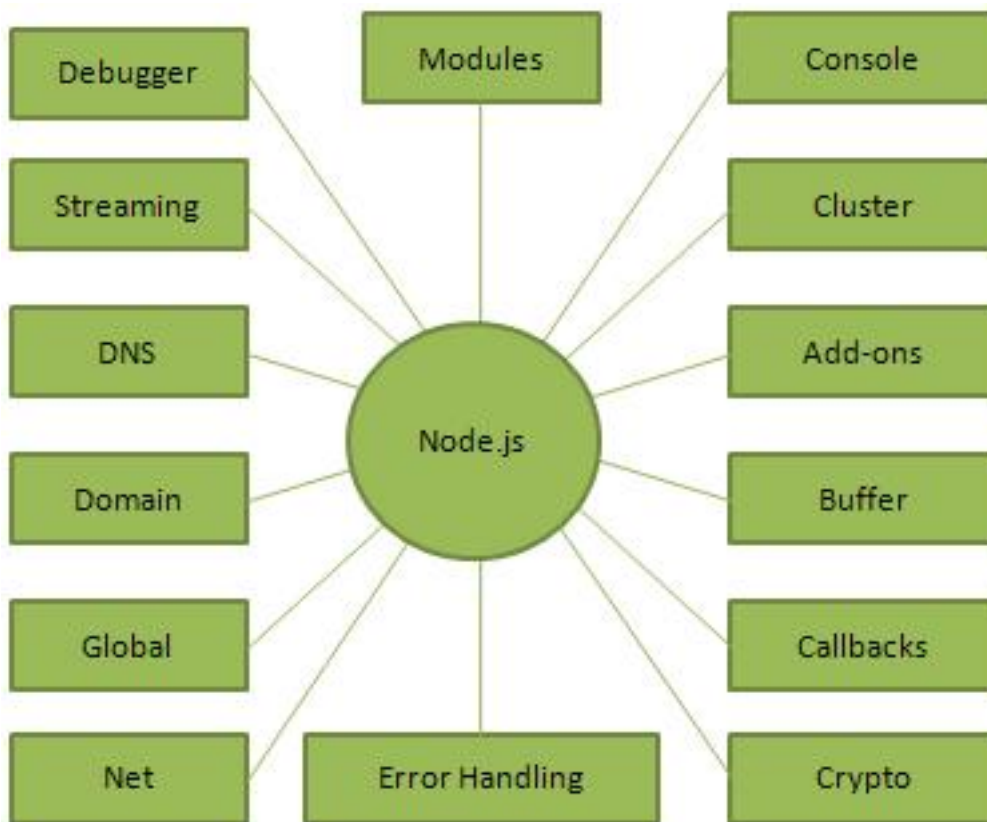 Debugger
Modules
Console
Streaming
Cluster
DNS
Add-ons
Node.js
Domain
Buffer
Global
Callbacks
Net
Error Handling
Crypto